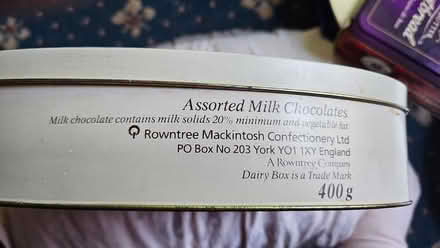 Assorted Milk Chocolates
Milk chocolate contains milk solids 20% minimum and vegetable fat
Rowntree Mackintosh Confectionery Ltd
PO Box No 203 York YO1 1XY England
A Rowntree Company
Dairy Box is a Trade Mark
400g